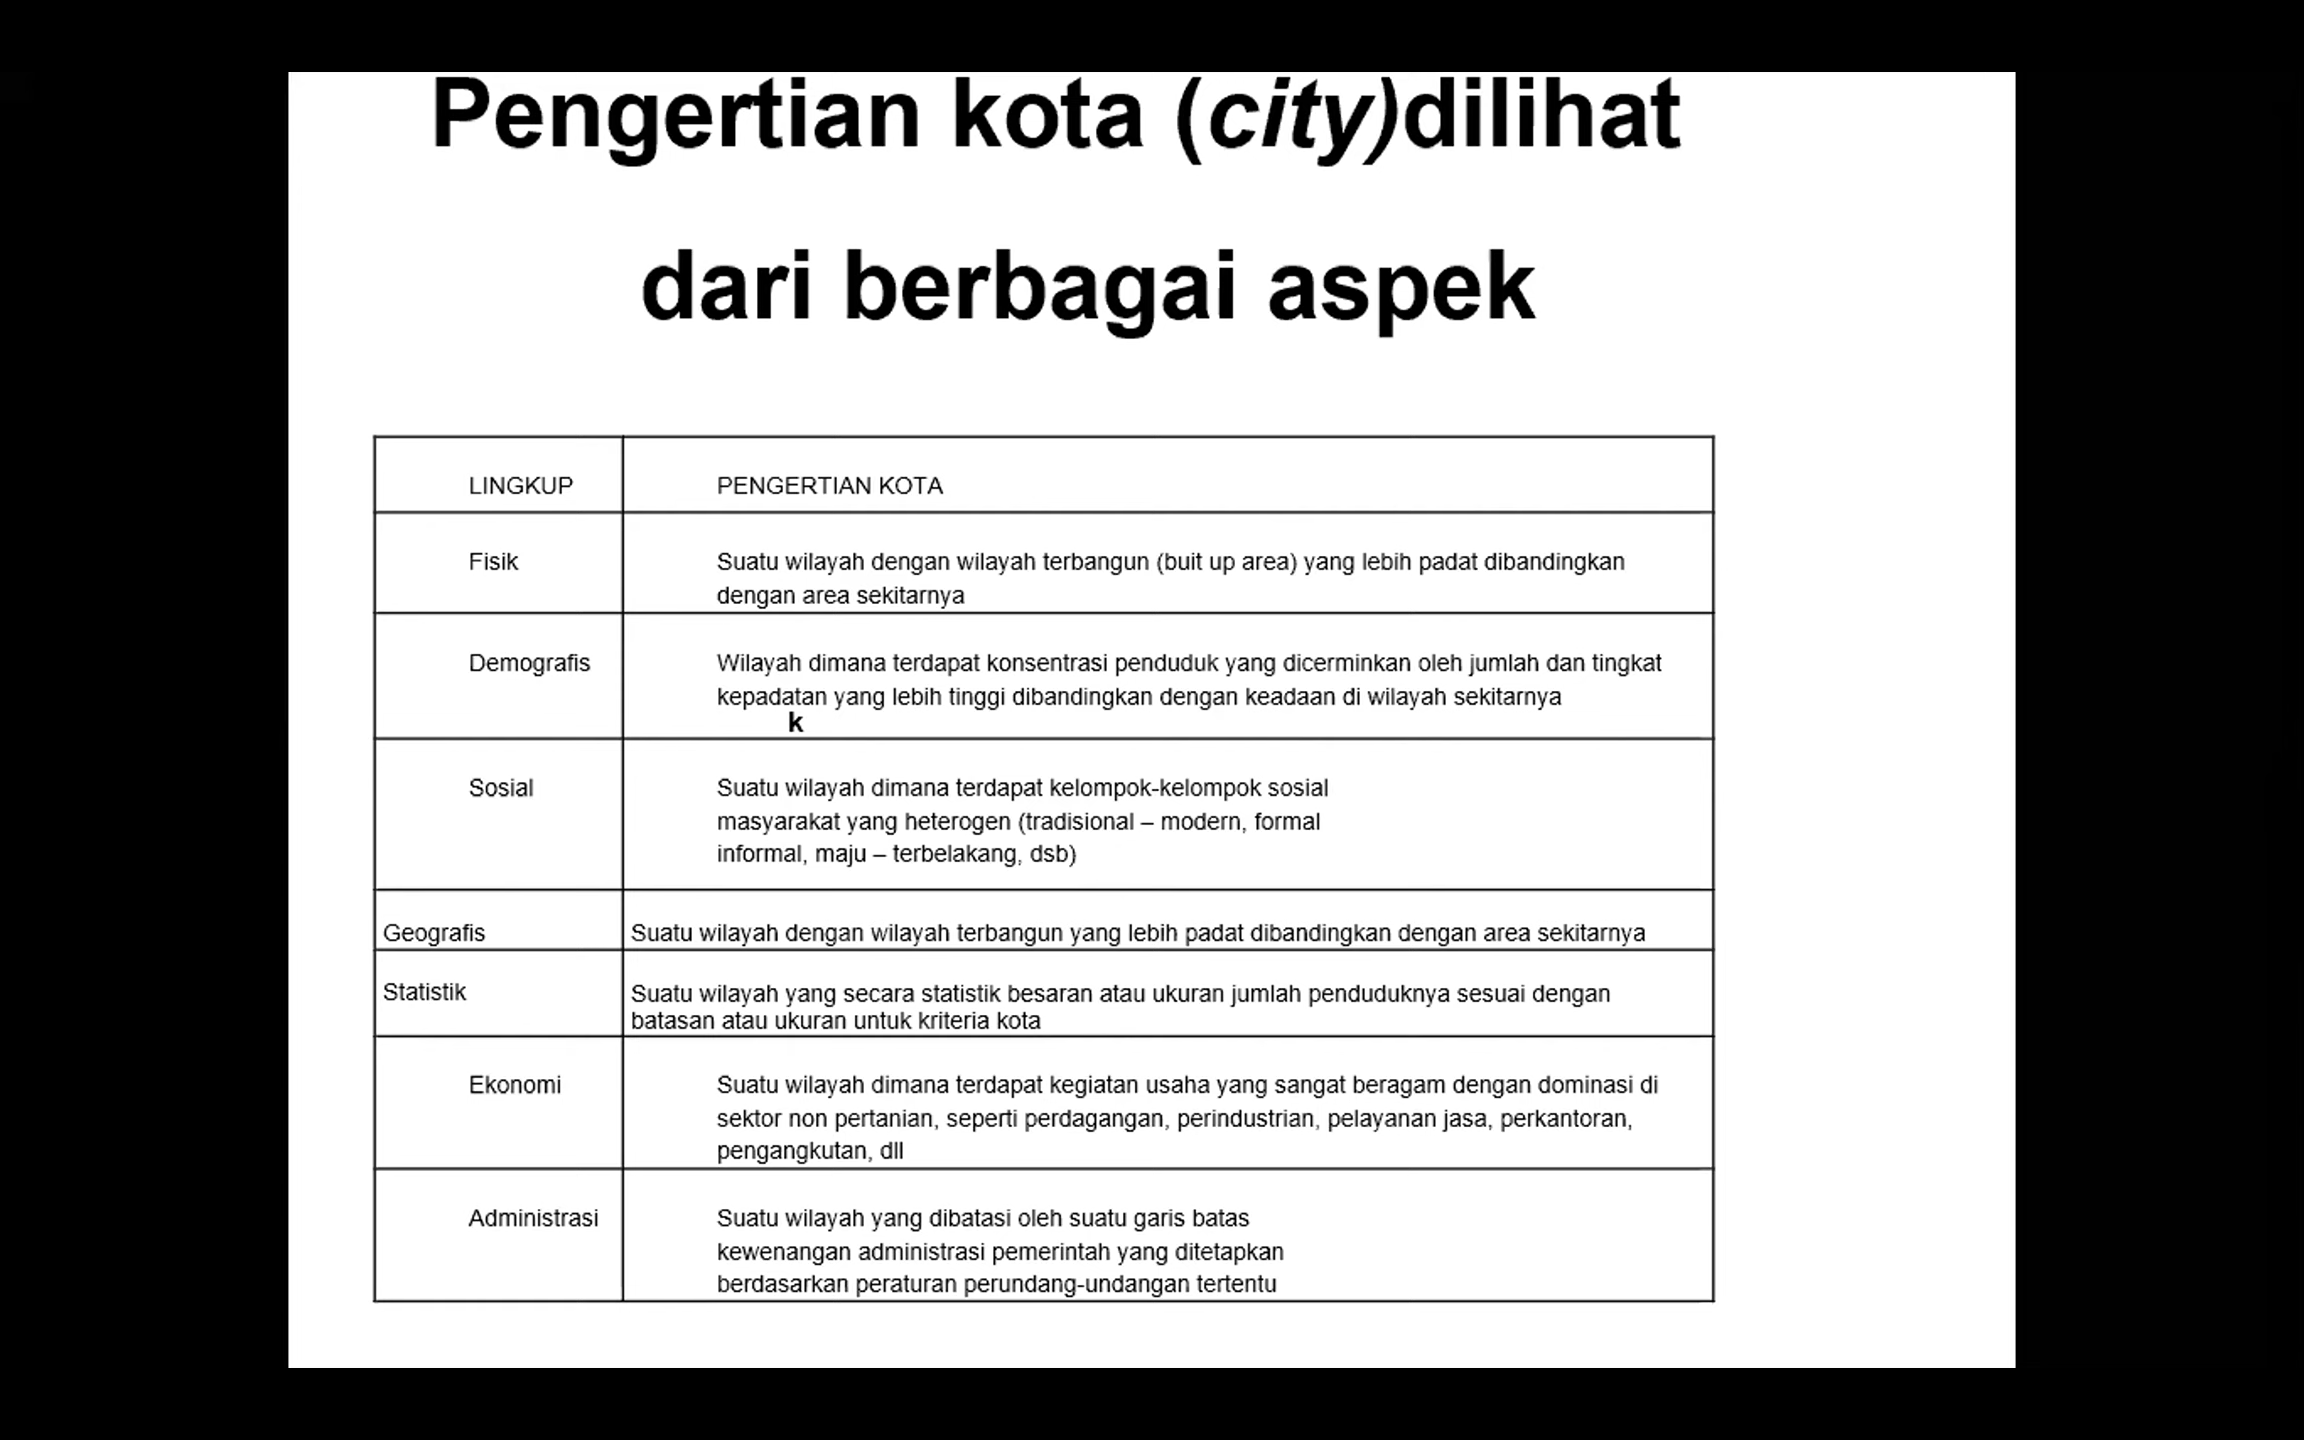 Pengertian kota (city)dilihat
dari berbagai aspek
LINGKUP
PENGERTIAN KOTA
Fisik
Suatu wilayah dengan wilayah terbangun (buit up area) yang lebih padat dibandingkan
dengan area sekitarnya
Demografis
Wilayah dimana terdapat konsentrasi penduduk yang dicerminkan oleh jumlah dan tingkat
kepadatan yang lebih tinggi dibandingkan dengan keadaan di wilayah sekitarnya
k
Sosial
Suatu wilayah dimana terdapat kelompok-kelompok sosial
masyarakat yang heterogen (tradisional – modern, formal
informal, maju – terbelakang, dsb)
Geografis
Suatu wilayah dengan wilayah terbangun yang lebih padat dibandingkan dengan area sekitarnya
Statistik
Suatu wilayah yang secara statistik besaran atau ukuran jumlah penduduknya sesuai dengan
batasan atau ukuran untuk kriteria kota
Ekonomi
Suatu wilayah dimana terdapat kegiatan usaha yang sangat beragam dengan dominasi di
sektor non pertanian, seperti perdagangan, perindustrian, pelayanan jasa, perkantoran,
pengangkutan, dll
Administrasi
Suatu wilayah yang dibatasi oleh suatu garis batas
kewenangan administrasi pemerintah yang ditetapkan
berdasarkan peraturan perundang-undangan tertentu